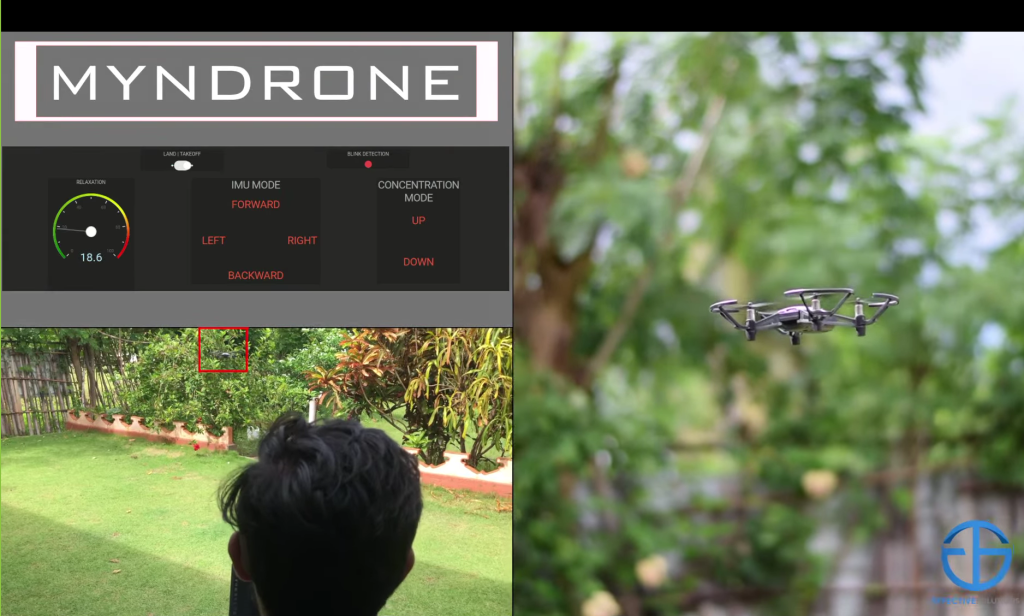 MYNDRONE
LAND | TAKEOFF
BLINK DETECTION
RELAXATION
18.6
IMU MODE
FORWARD
LEFT RIGHT
BACKWARD
CONCENTRATION
MODE
UP
DOWN